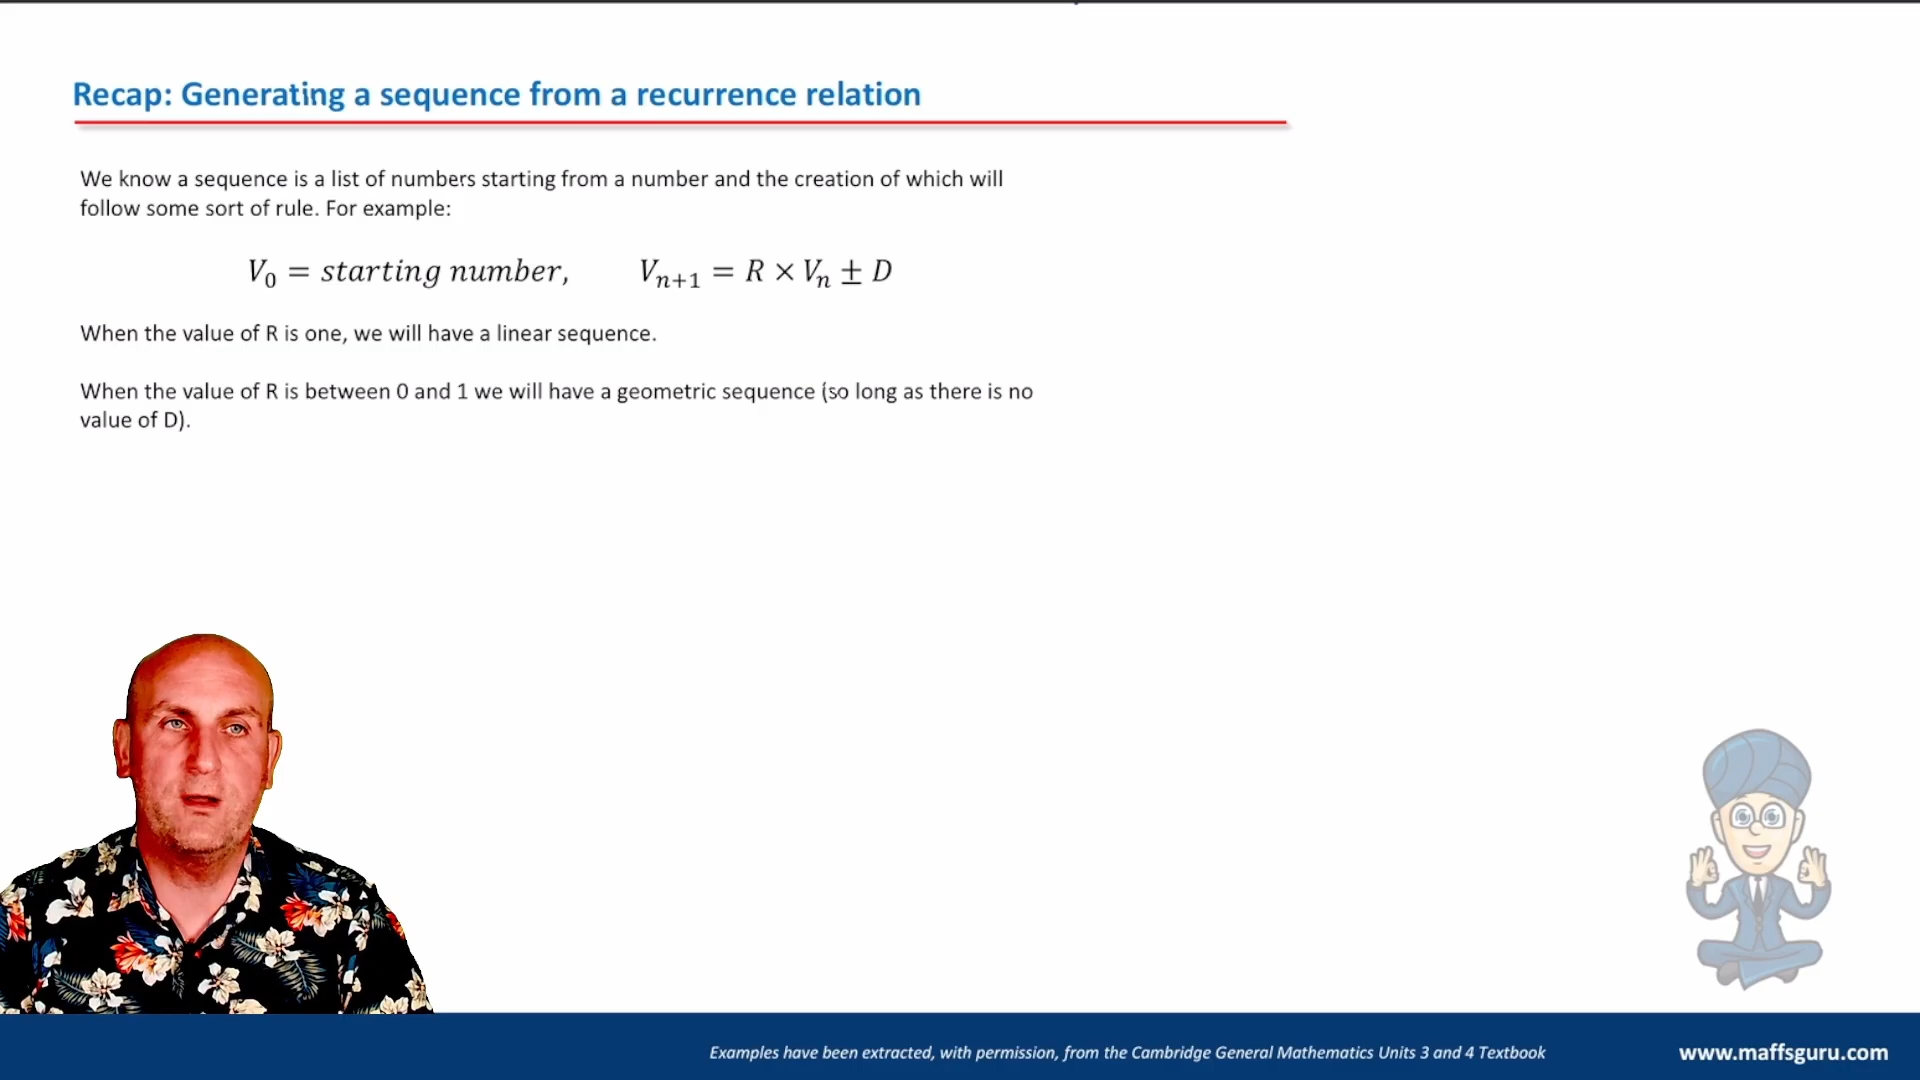 Recap: Generating a sequence from a recurrence relation
We know a sequence is a list of numbers starting from a number and the creation of which will
follow some sort of rule. For example:
V₀ = starting number, Vₙ₊₁ = R × Vₙ ± D
When the value of R is one, we will have a linear sequence.
When the value of R is between 0 and 1 we will have a geometric sequence (so long as there is no
value of D).
Examples have been extracted, with permission, from the Cambridge General Mathematics Units 3 and 4 Textbook
www.maffsguru.com